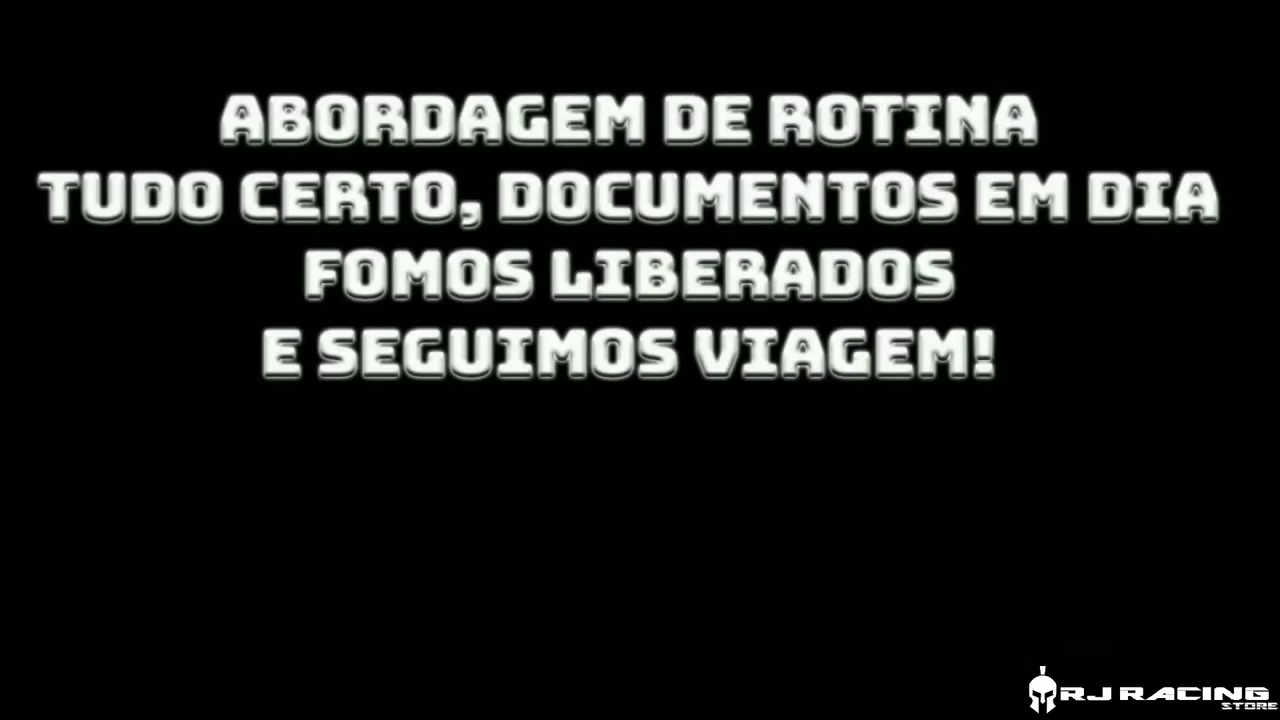 ABORDAGEM DE ROTINA
TUDO CERTO, DOCUMENTOS EM DIA
FOMOS LIBERADOS
E SEGUIMOS VIAGEM!
RJ RACING
STORE